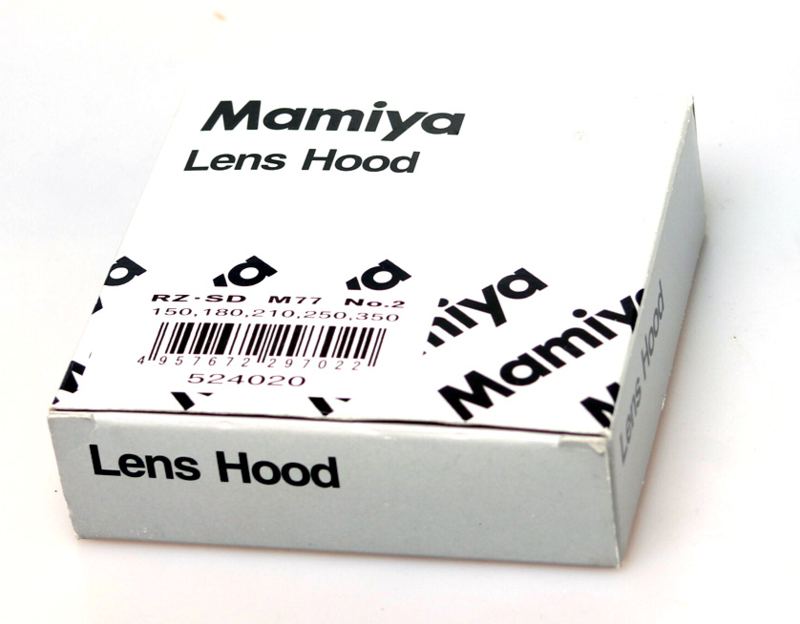 Mamiya
Lens Hood
RZ-SD M77 No.2
150,180,210,250,350
4 957672 297022
524020
iya
Mamiya
Lens Hood
Lens Hood